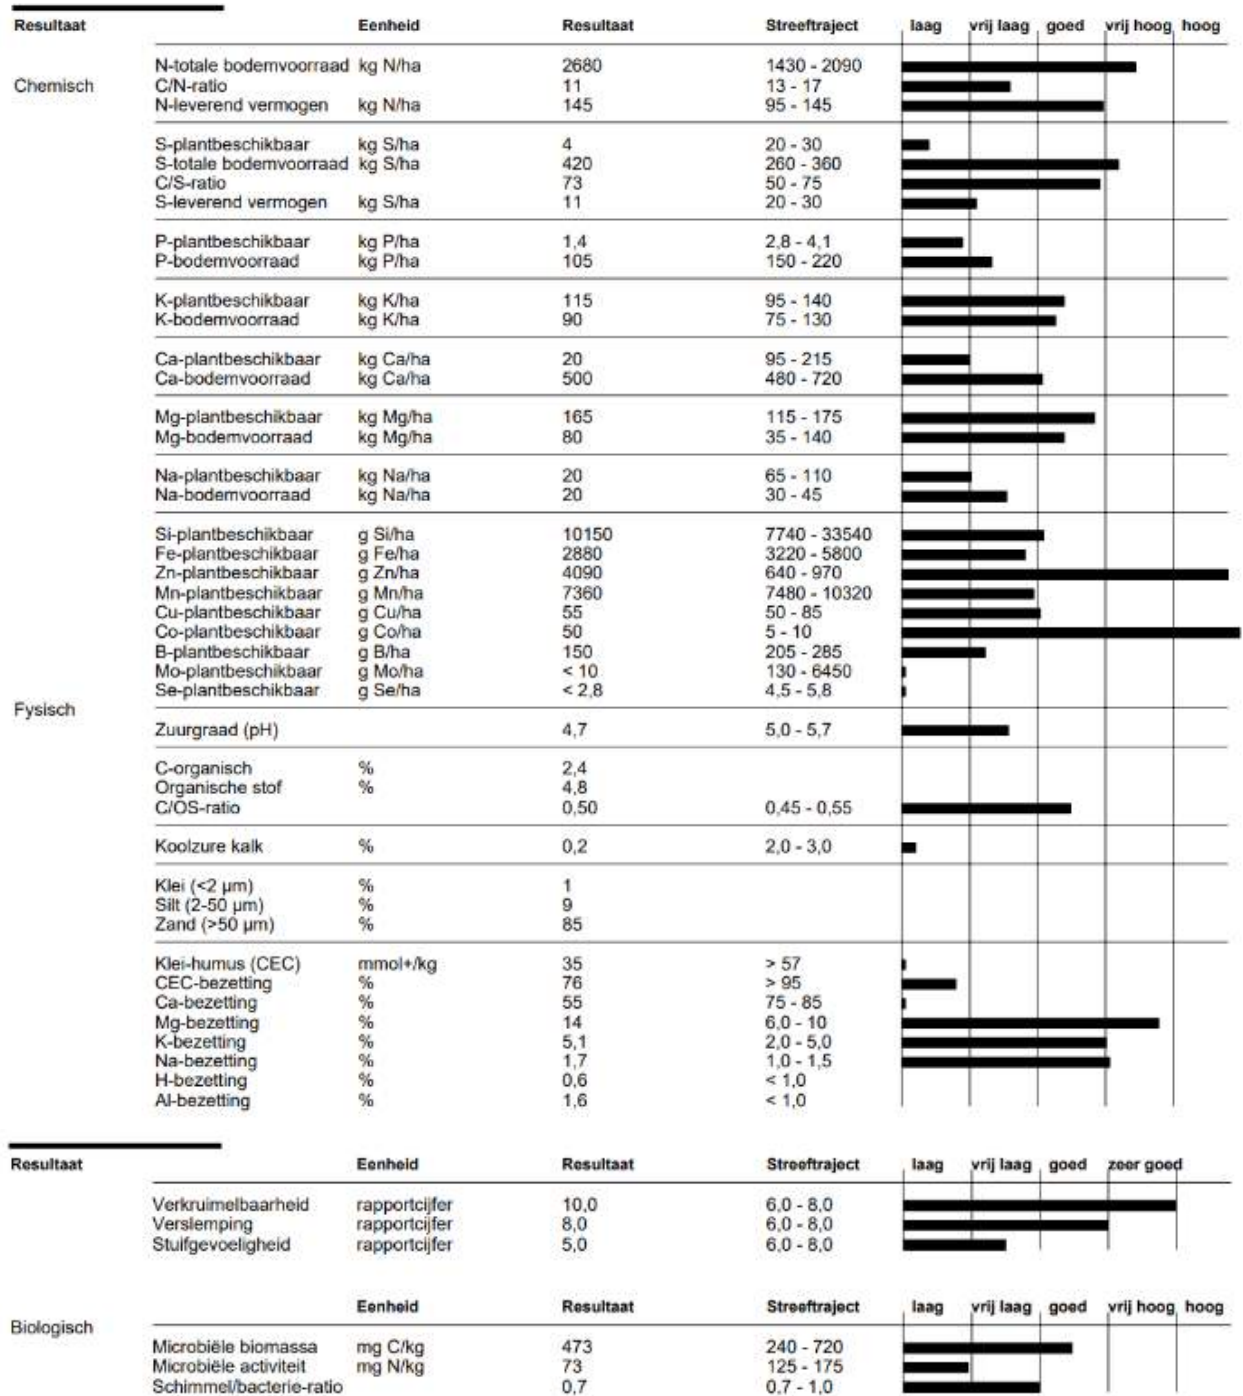 Resultaat Eenheid Resultaat Streeftraject laag vrij laag goed vrij hoog hoog
N-totale bodemvoorraad kg N/ha 2680 1430 - 2090
Chemisch C/N-ratio 11 13 - 17
N-leverend vermogen kg N/ha 145 95 - 145
S-plantbeschikbaar kg S/ha 4 20 - 30
S-totale bodemvoorraad kg S/ha 420 260 - 360
C/S-ratio 73 50 - 75
S-leverend vermogen kg S/ha 11 20 - 30
P-plantbeschikbaar kg P/ha 1,4 2,8 - 4,1
P-bodemvoorraad kg P/ha 105 150 - 220
K-plantbeschikbaar kg K/ha 115 95 - 140
K-bodemvoorraad kg K/ha 90 75 - 130
Ca-plantbeschikbaar kg Ca/ha 20 95 - 215
Ca-bodemvoorraad kg Ca/ha 500 480 - 720
Mg-plantbeschikbaar kg Mg/ha 165 115 - 175
Mg-bodemvoorraad kg Mg/ha 80 35 - 140
Na-plantbeschikbaar kg Na/ha 20 65 - 110
Na-bodemvoorraad kg Na/ha 20 30 - 45
Si-plantbeschikbaar g Si/ha 10150 7740 - 33540
Fe-plantbeschikbaar g Fe/ha 2880 3220 - 5800
Zn-plantbeschikbaar g Zn/ha 4090 640 - 970
Mn-plantbeschikbaar g Mn/ha 7360 7480 - 10320
Cu-plantbeschikbaar g Cu/ha 55 50 - 85
Co-plantbeschikbaar g Co/ha 50 5 - 10
B-plantbeschikbaar g B/ha 150 205 - 285
Mo-plantbeschikbaar g Mo/ha < 10 130 - 6450
Se-plantbeschikbaar g Se/ha < 2,8 4,5 - 5,8
Fysisch
Zuurgraad (pH) 4,7 5,0 - 5,7
C-organisch % 2,4
Organische stof % 4,8
C/OS-ratio 0,50 0,45 - 0,55
Koolzure kalk % 0,2 2,0 - 3,0
Klei (<2 µm) % 1
Silt (2-50 µm) % 9
Zand (>50 µm) % 85
Klei-humus (CEC) mmol+/kg 35 > 57
CEC-bezetting % 76 > 95
Ca-bezetting % 55 75 - 85
Mg-bezetting % 14 6,0 - 10
K-bezetting % 5,1 2,0 - 5,0
Na-bezetting % 1,7 1,0 - 1,5
H-bezetting % 0,6 < 1,0
Al-bezetting % 1,6 < 1,0
Resultaat Eenheid Resultaat Streeftraject laag vrij laag goed zeer goed
Verkruimelbaarheid rapportcijfer 10,0 6,0 - 8,0
Verslemping rapportcijfer 8,0 6,0 - 8,0
Stuifgevoeligheid rapportcijfer 5,0 6,0 - 8,0
Eenheid Resultaat Streeftraject laag vrij laag goed vrij hoog hoog
Biologisch
Microbiële biomassa mg C/kg 473 240 - 720
Microbiële activiteit mg N/kg 73 125 - 175
Schimmel/bacterie-ratio 0,7 0,7 - 1,0